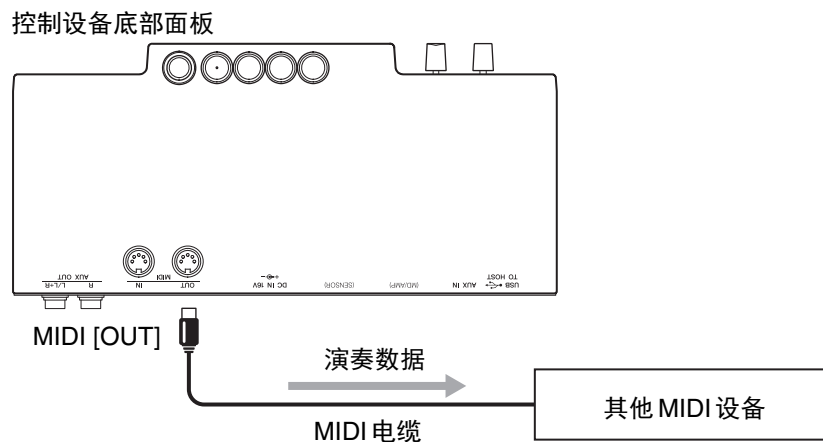 控制设备底部面板
AUX OUT
L/L+R
R
MIDI
IN
OUT
DC IN 16V
(SENSOR)
(MD/AMP)
AUX IN
USB
TO HOST
MIDI [OUT]
演奏数据
MIDI 电缆
其他 MIDI 设备